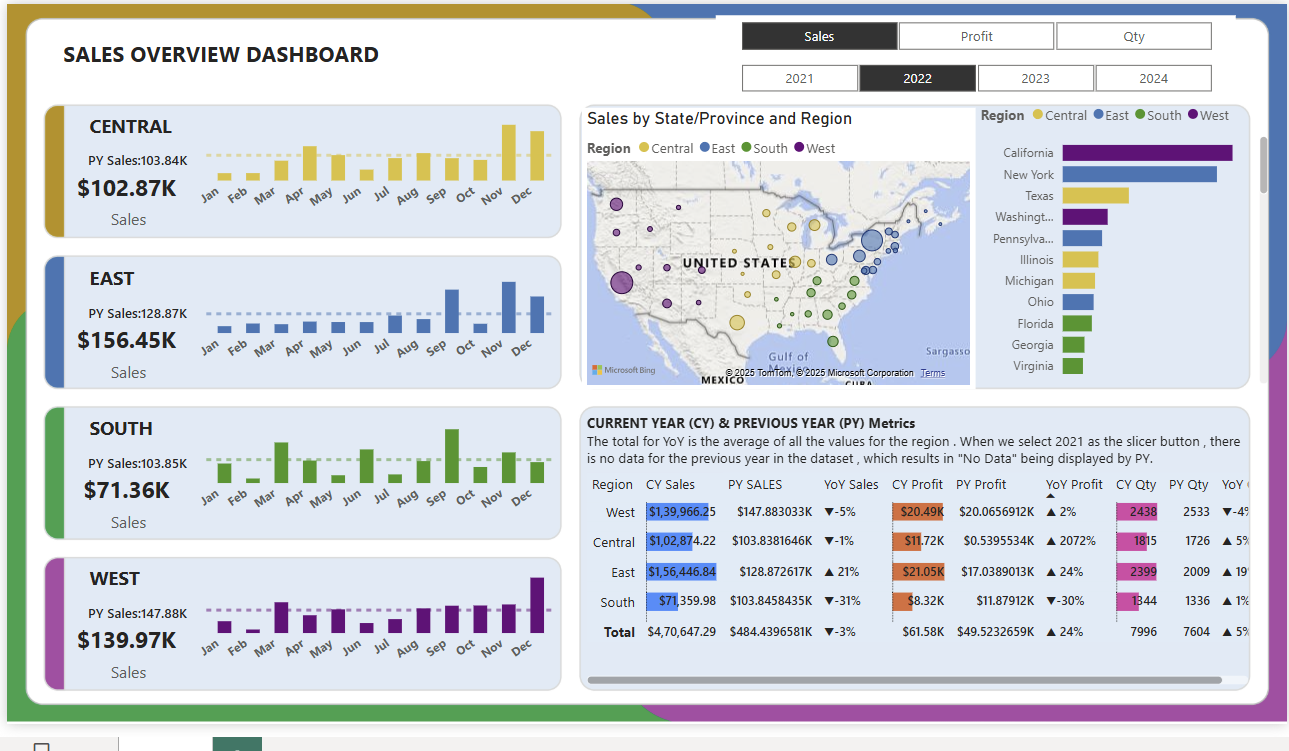 SALES OVERVIEW DASHBOARD
Sales Profit Qty
2021 2022 2023 2024
CENTRAL
PY Sales:103.84K
$102.87K
Sales
Jan Feb Mar Apr May Jun Jul Aug Sep Oct Nov Dec
EAST
PY Sales:128.87K
$156.45K
Sales
Jan Feb Mar Apr May Jun Jul Aug Sep Oct Nov Dec
SOUTH
PY Sales:103.85K
$71.36K
Sales
Jan Feb Mar Apr May Jun Jul Aug Sep Oct Nov Dec
WEST
PY Sales:147.88K
$139.97K
Sales
Jan Feb Mar Apr May Jun Jul Aug Sep Oct Nov Dec
Sales by State/Province and Region
Region Central East South West
UNITED STATES
Gulf of
Mexico
Sargasso
MEXICO
CUBA
Microsoft Bing
© 2025 TomTom, © 2025 Microsoft Corporation Terms
Region Central East South West
California
New York
Texas
Washingt...
Pennsylva...
Illinois
Michigan
Ohio
Florida
Georgia
Virginia
CURRENT YEAR (CY) & PREVIOUS YEAR (PY) Metrics
The total for YoY is the average of all the values for the region . When we select 2021 as the slicer button , there
is no data for the previous year in the dataset , which results in "No Data" being displayed by PY.
Region CY Sales PY SALES YoY Sales CY Profit PY Profit YoY Profit CY Qty PY Qty YoY
West $1,39,966.25 $147.883033K ▼-5% $20.49K $20.0656912K ▲ 2% 2438 2533 ▼-4%
Central $1,02,874.22 $103.8381646K ▼-1% $11.72K $0.5395534K ▲ 2072% 1815 1726 ▲ 5%
East $1,56,446.84 $128.872617K ▲ 21% $21.05K $17.0389013K ▲ 24% 2399 2009 ▲ 19
South $71,359.98 $103.8458435K ▼-31% $8.32K $11.87912K ▼-30% 1344 1336 ▲ 1%
Total $4,70,647.29 $484.4396581K ▼-3% $61.58K $49.5232659K ▲ 24% 7996 7604 ▲ 5%